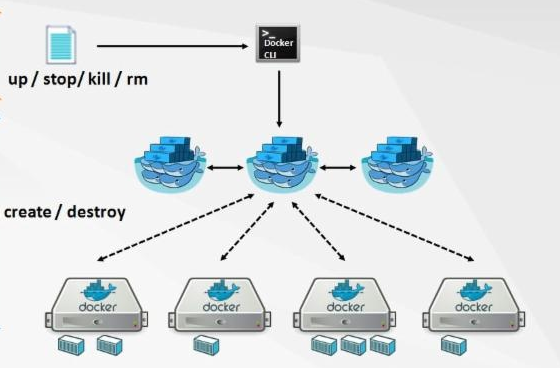 >_
Docker
CLI
up / stop/ kill / rm
create / destroy
docker
docker
docker
docker